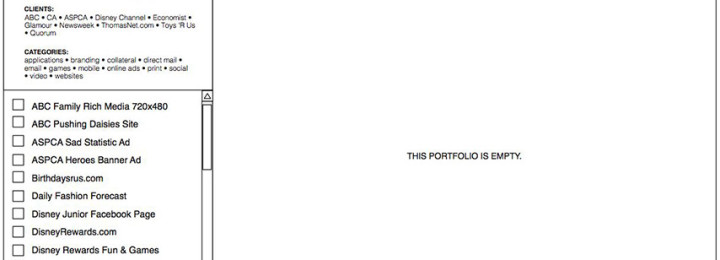 CLIENTS:
ABC • CA • ASPCA • Disney Channel • Economist •
Glamour • Newsweek • ThomasNet.com • Toys 'R Us
• Quorum
CATEGORIES:
applications • branding • collateral • direct mail •
email • games • mobile • online ads • print • social
• video • websites
ABC Family Rich Media 720x480
ABC Pushing Daisies Site
ASPCA Sad Statistic Ad
ASPCA Heroes Banner Ad
Birthdaysrus.com
Daily Fashion Forecast
Disney Junior Facebook Page
DisneyRewards.com
Disney Rewards Fun & Games
THIS PORTFOLIO IS EMPTY.